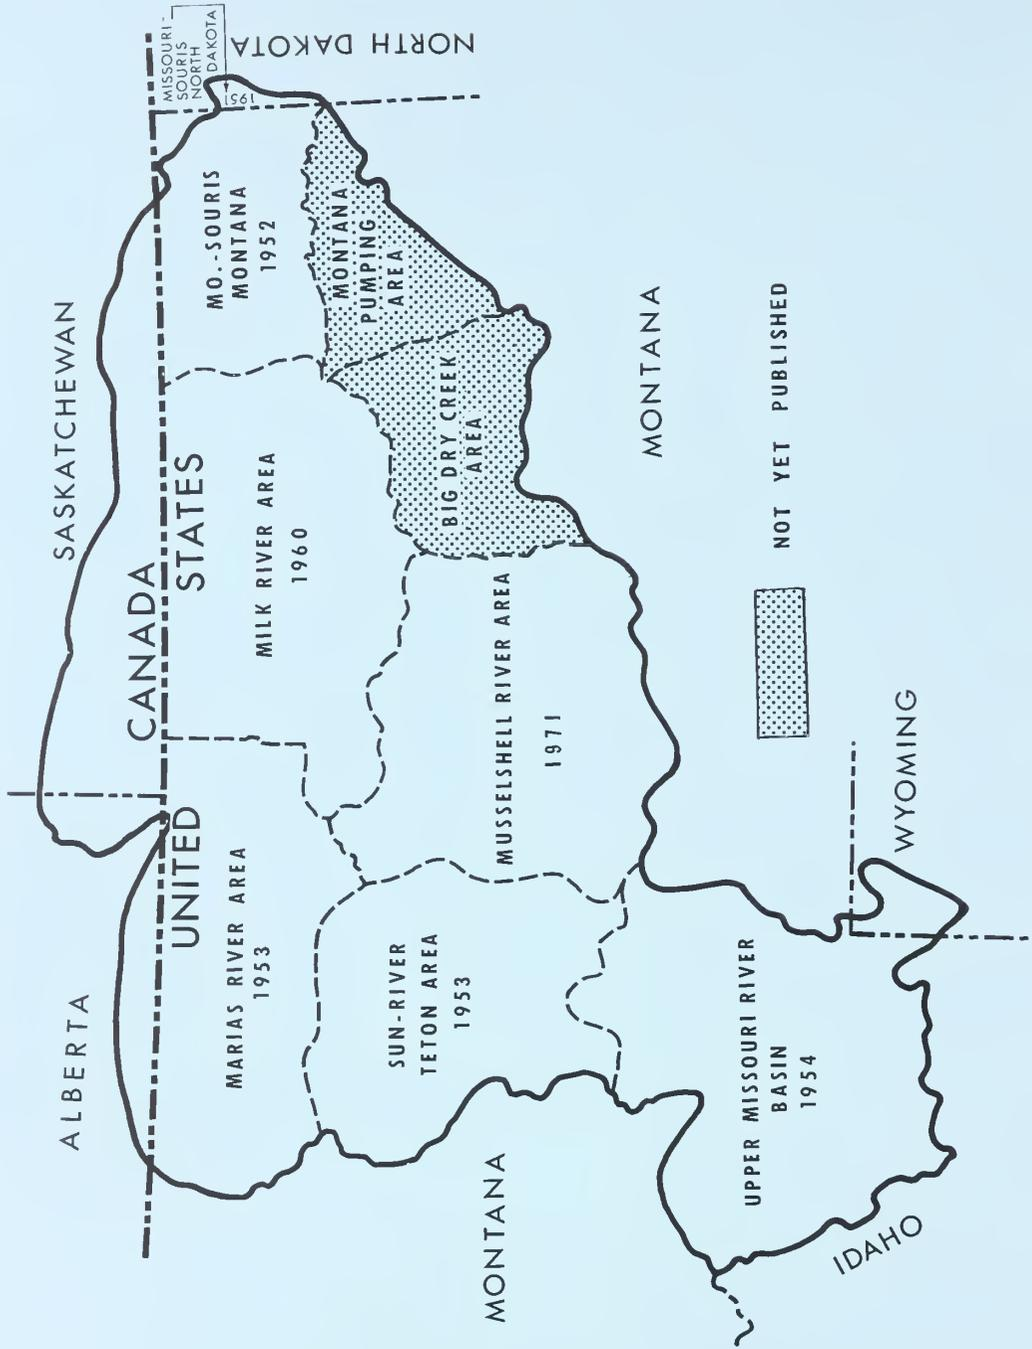 ALBERTA
SASKATCHEWAN
CANADA
UNITED STATES
MISSOURI-
SOURIS
NORTH
DAKOTA
1951
NORTH DAKOTA
MO.-SOURIS
MONTANA
1952
MILK RIVER AREA
1960
MARIAS RIVER AREA
1953
MONTANA
PUMPING
AREA
BIG DRY CREEK
AREA
SUN-RIVER
TETON AREA
1953
MUSSELSHELL RIVER AREA
1971
MONTANA
MONTANA
UPPER MISSOURI RIVER
BASIN
1954
NOT YET PUBLISHED
IDAHO
WYOMING